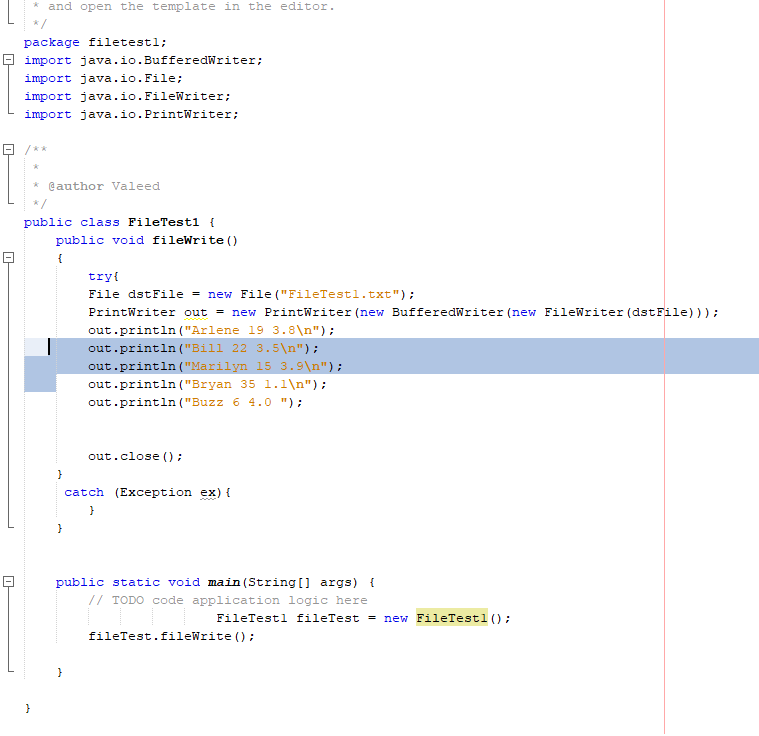 * and open the template in the editor.
*/
package filetest1;
import java.io.BufferedWriter;
import java.io.File;
import java.io.FileWriter;
import java.io.PrintWriter;
/**
*
* @author Valeed
*/
public class FileTest1 {
public void fileWrite()
{
try{
File dstFile = new File("FileTest1.txt");
PrintWriter out = new PrintWriter(new BufferedWriter(new FileWriter(dstFile)));
out.println("Arlene 19 3.8\n");
out.println("Bill 22 3.5\n");
out.println("Marilyn 15 3.9\n");
out.println("Bryan 35 1.1\n");
out.println("Buzz 6 4.0 ");
out.close();
}
catch (Exception ex){
}
}
public static void main(String[] args) {
// TODO code application logic here
FileTest1 fileTest = new FileTest1();
fileTest.fileWrite();
}
}